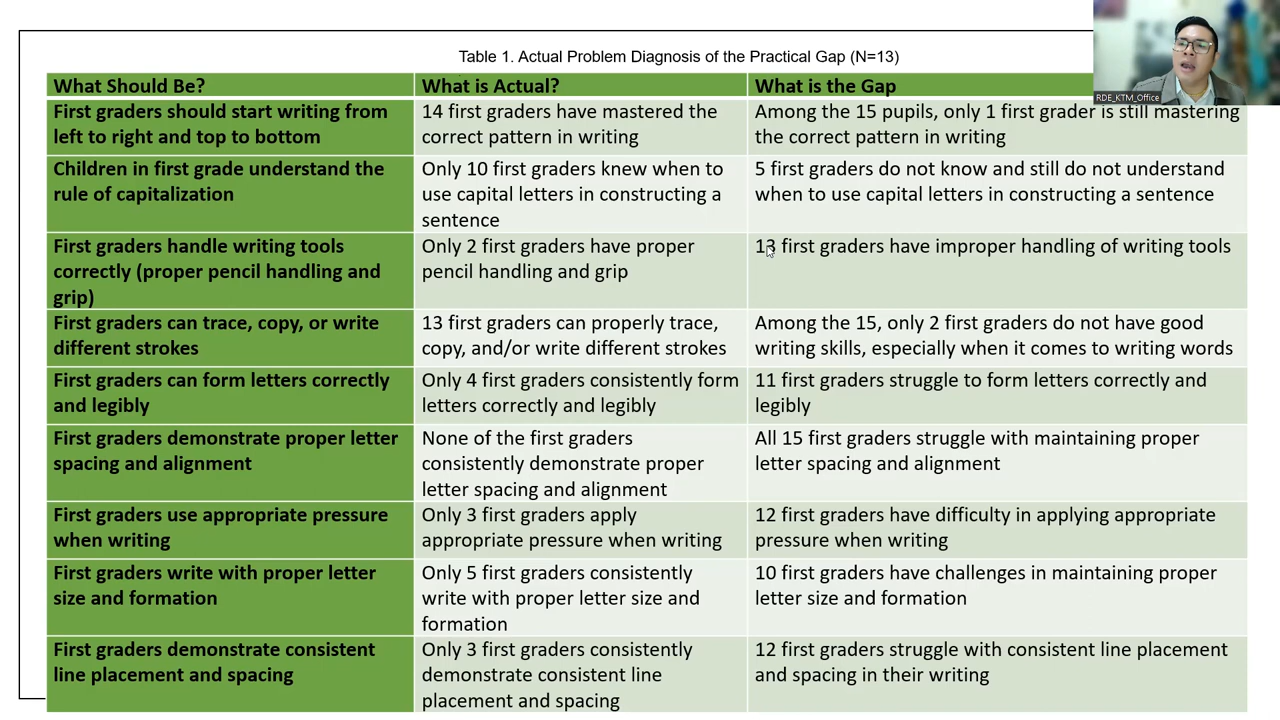 Table 1. Actual Problem Diagnosis of the Practical Gap (N=13)
What Should Be?
What is Actual?
What is the Gap
First graders should start writing from
left to right and top to bottom
14 first graders have mastered the
correct pattern in writing
Among the 15 pupils, only 1 first grader is still mastering
the correct pattern in writing
Children in first grade understand the
rule of capitalization
Only 10 first graders knew when to
use capital letters in constructing a
sentence
5 first graders do not know and still do not understand
when to use capital letters in constructing a sentence
First graders handle writing tools
correctly (proper pencil handling and
grip)
Only 2 first graders have proper
pencil handling and grip
13 first graders have improper handling of writing tools
First graders can trace, copy, or write
different strokes
13 first graders can properly trace,
copy, and/or write different strokes
Among the 15, only 2 first graders do not have good
writing skills, especially when it comes to writing words
First graders can form letters correctly
and legibly
Only 4 first graders consistently form
letters correctly and legibly
11 first graders struggle to form letters correctly and
legibly
First graders demonstrate proper letter
spacing and alignment
None of the first graders
consistently demonstrate proper
letter spacing and alignment
All 15 first graders struggle with maintaining proper
letter spacing and alignment
First graders use appropriate pressure
when writing
Only 3 first graders apply
appropriate pressure when writing
12 first graders have difficulty in applying appropriate
pressure when writing
First graders write with proper letter
size and formation
Only 5 first graders consistently
write with proper letter size and
formation
10 first graders have challenges in maintaining proper
letter size and formation
First graders demonstrate consistent
line placement and spacing
Only 3 first graders consistently
demonstrate consistent line
placement and spacing
12 first graders struggle with consistent line placement
and spacing in their writing
RDE_KTM_Office